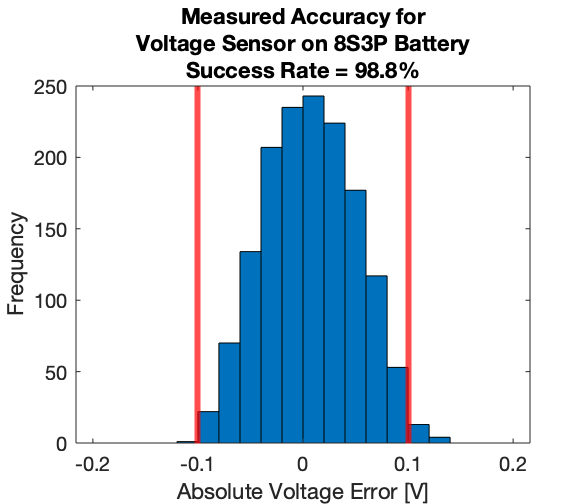 Measured Accuracy for
Voltage Sensor on 8S3P Battery
Success Rate = 98.8%
250
200
150
100
50
0
Frequency
-0.2
-0.1
0
0.1
0.2
Absolute Voltage Error [V]